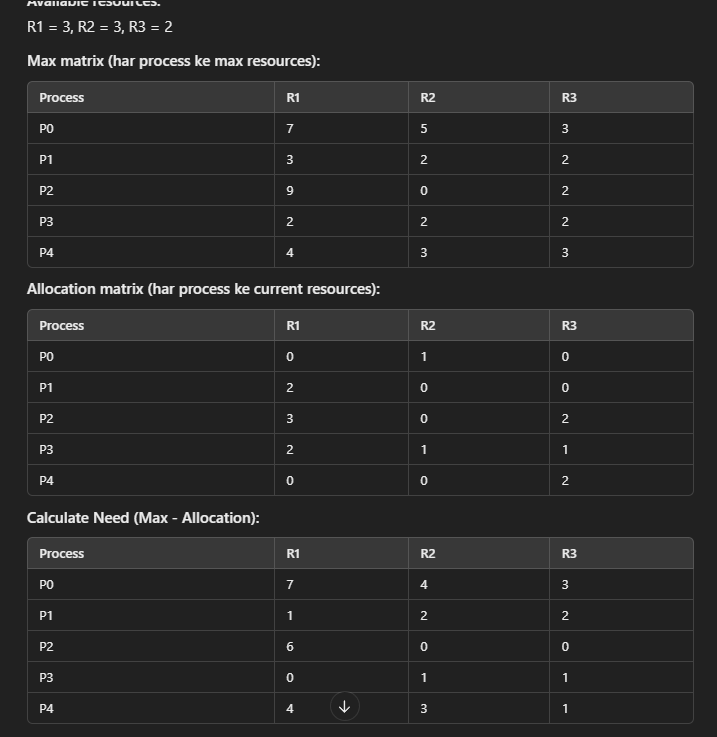 Available resources:
R1 = 3, R2 = 3, R3 = 2
Max matrix (har process ke max resources):
Process R1 R2 R3
P0 7 5 3
P1 3 2 2
P2 9 0 2
P3 2 2 2
P4 4 3 3
Allocation matrix (har process ke current resources):
Process R1 R2 R3
P0 0 1 0
P1 2 0 0
P2 3 0 2
P3 2 1 1
P4 0 0 2
Calculate Need (Max - Allocation):
Process R1 R2 R3
P0 7 4 3
P1 1 2 2
P2 6 0 0
P3 0 1 1
P4 4 3 1